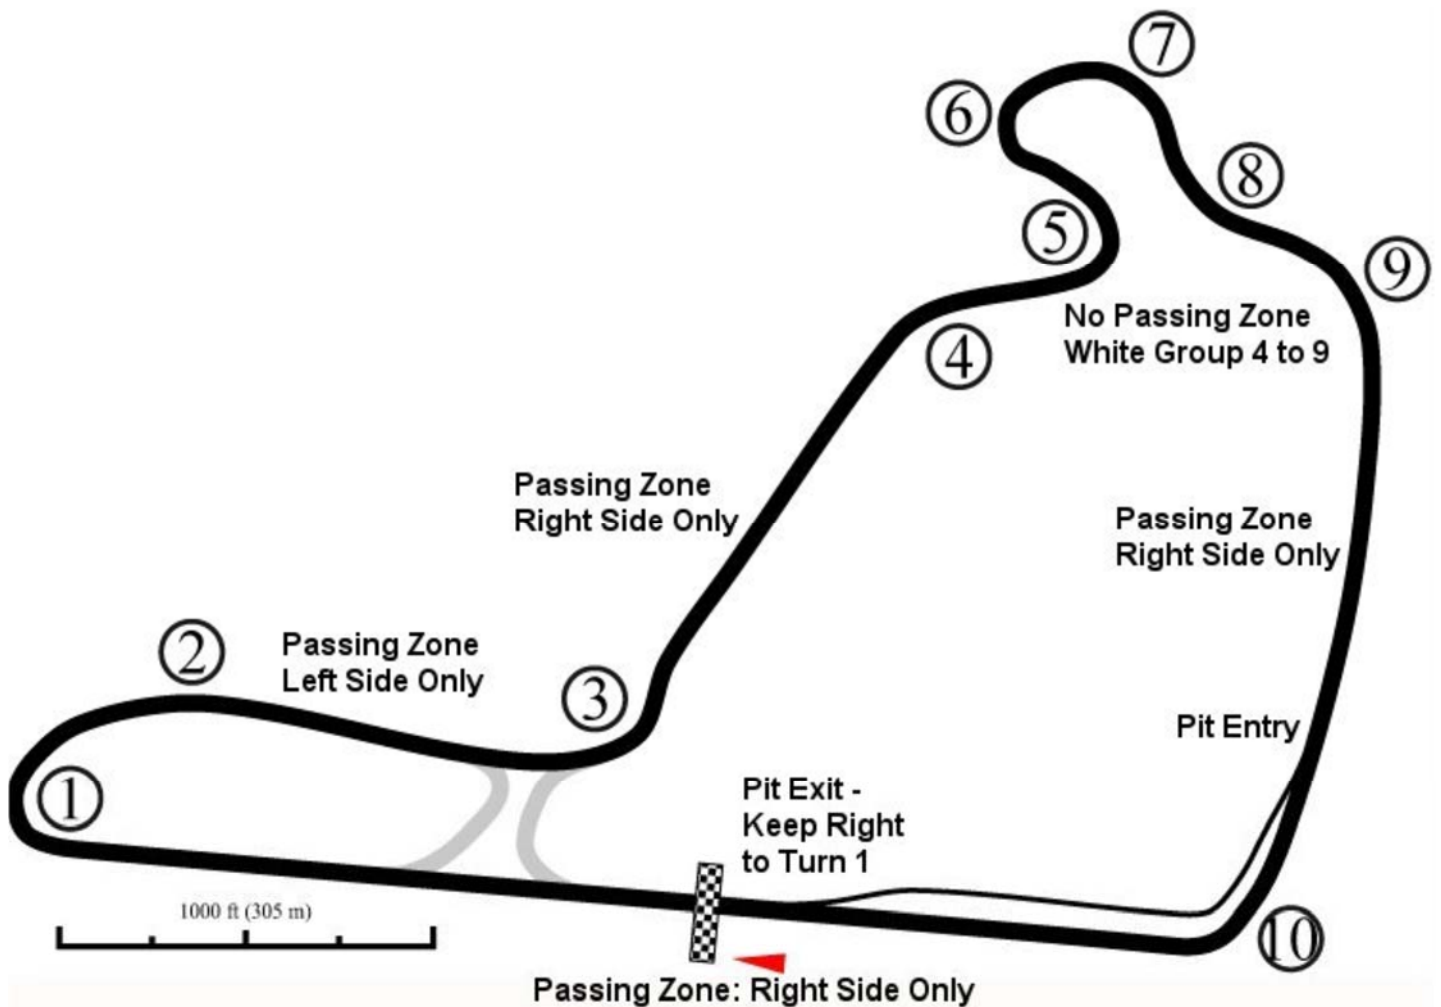 7
6
8
5
9
No Passing Zone
White Group 4 to 9
4
Passing Zone
Right Side Only
Passing Zone
Right Side Only
2
Passing Zone
Left Side Only
3
Pit Entry
1
Pit Exit -
Keep Right
to Turn 1
1000 ft (305 m)
10
Passing Zone: Right Side Only